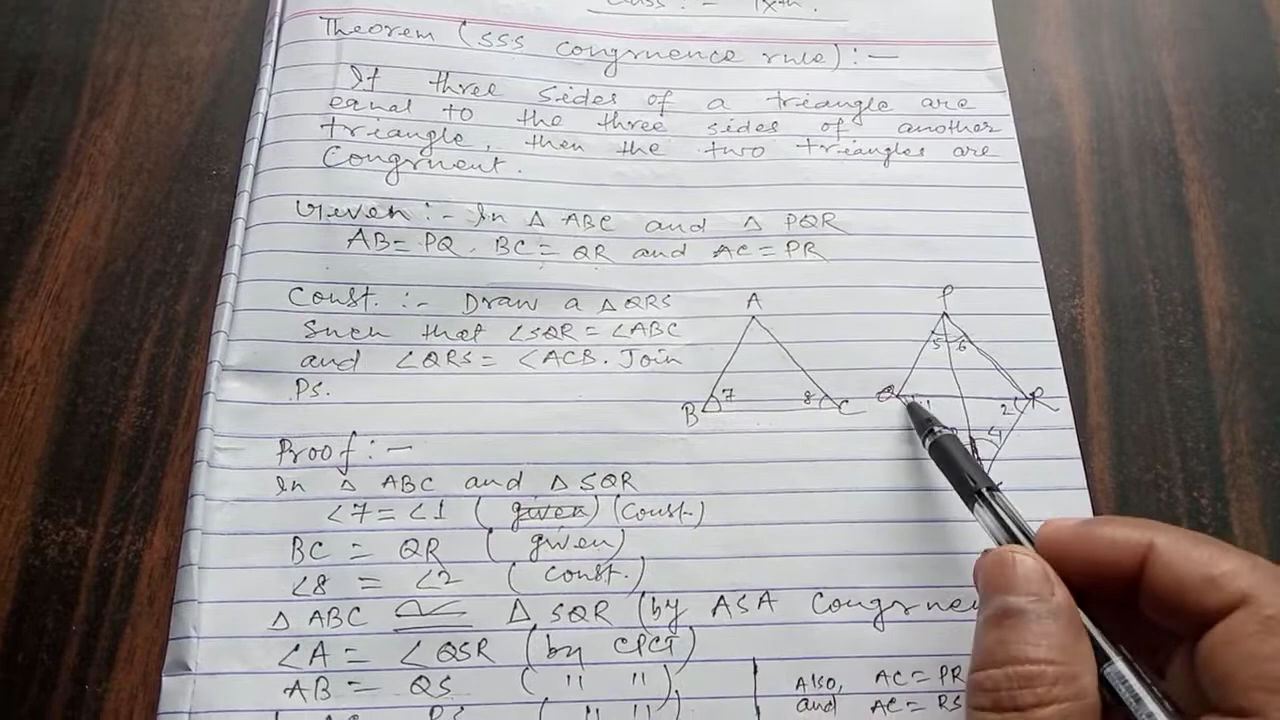 Class : - IXth.
Theorem (SSS Congruence rule) : -
If three sides of a triangle are
equal to the three sides of another
triangle, then the two triangles are
Congruent.
Given : - In Δ ABC and Δ PQR
AB = PQ, BC = QR and AC = PR
Const. : - Draw a Δ QRS
Such that ∠SQR = ∠ABC
and ∠QRS = ∠ACB. Join
PS.
A
B 7 8 C
P
5 6
Q 1 2 R
4
Proof : -
In Δ ABC and Δ SQR
∠7 = ∠1 (given) (Const.)
BC = QR (given)
∠8 = ∠2 (Const.)
Δ ABC ≅ Δ SQR (by ASA
∠A = ∠QSR (by CPCT)
AB = QS ( " " )
Also, AC = PR
and AC = RS